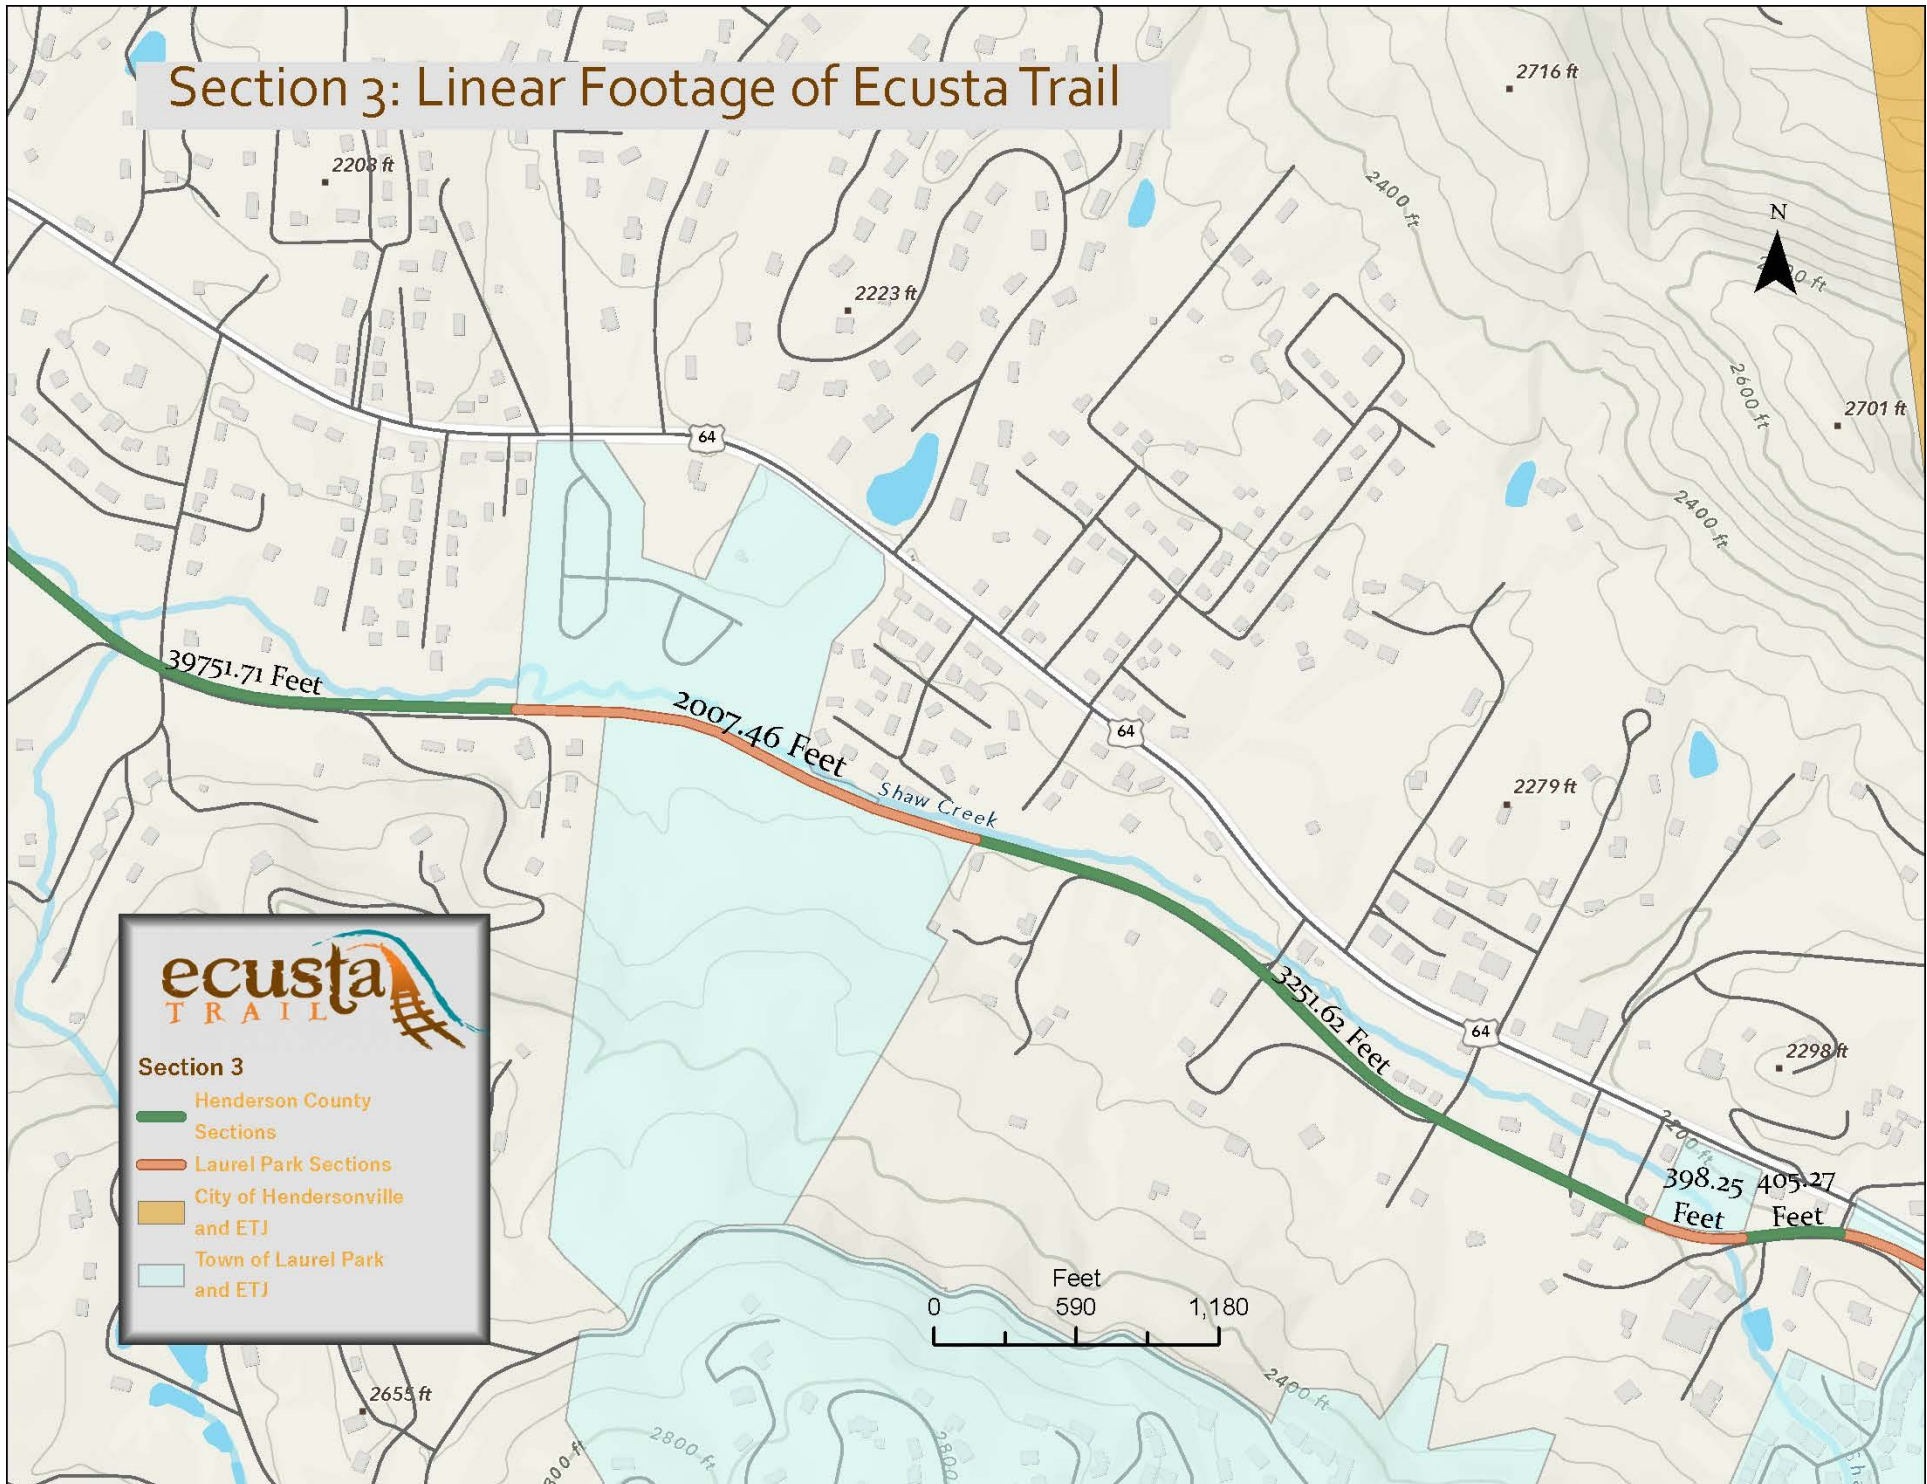 Section 3: Linear Footage of Ecusta Trail
2716 ft
2208 ft
2400 ft
N
2223 ft
2600 ft
2701 ft
64
2400 ft
39751.71 Feet
2007.46 Feet
64
Shaw Creek
2279 ft
3251.62 Feet
64
2298 ft
2200 ft
398.25
Feet
405.27
Feet
ecusta
TRAIL
Section 3
Henderson County
Sections
Laurel Park Sections
City of Hendersonville
and ETJ
Town of Laurel Park
and ETJ
Feet
0 590 1,180
2400 ft
2655 ft
2800 ft
2800